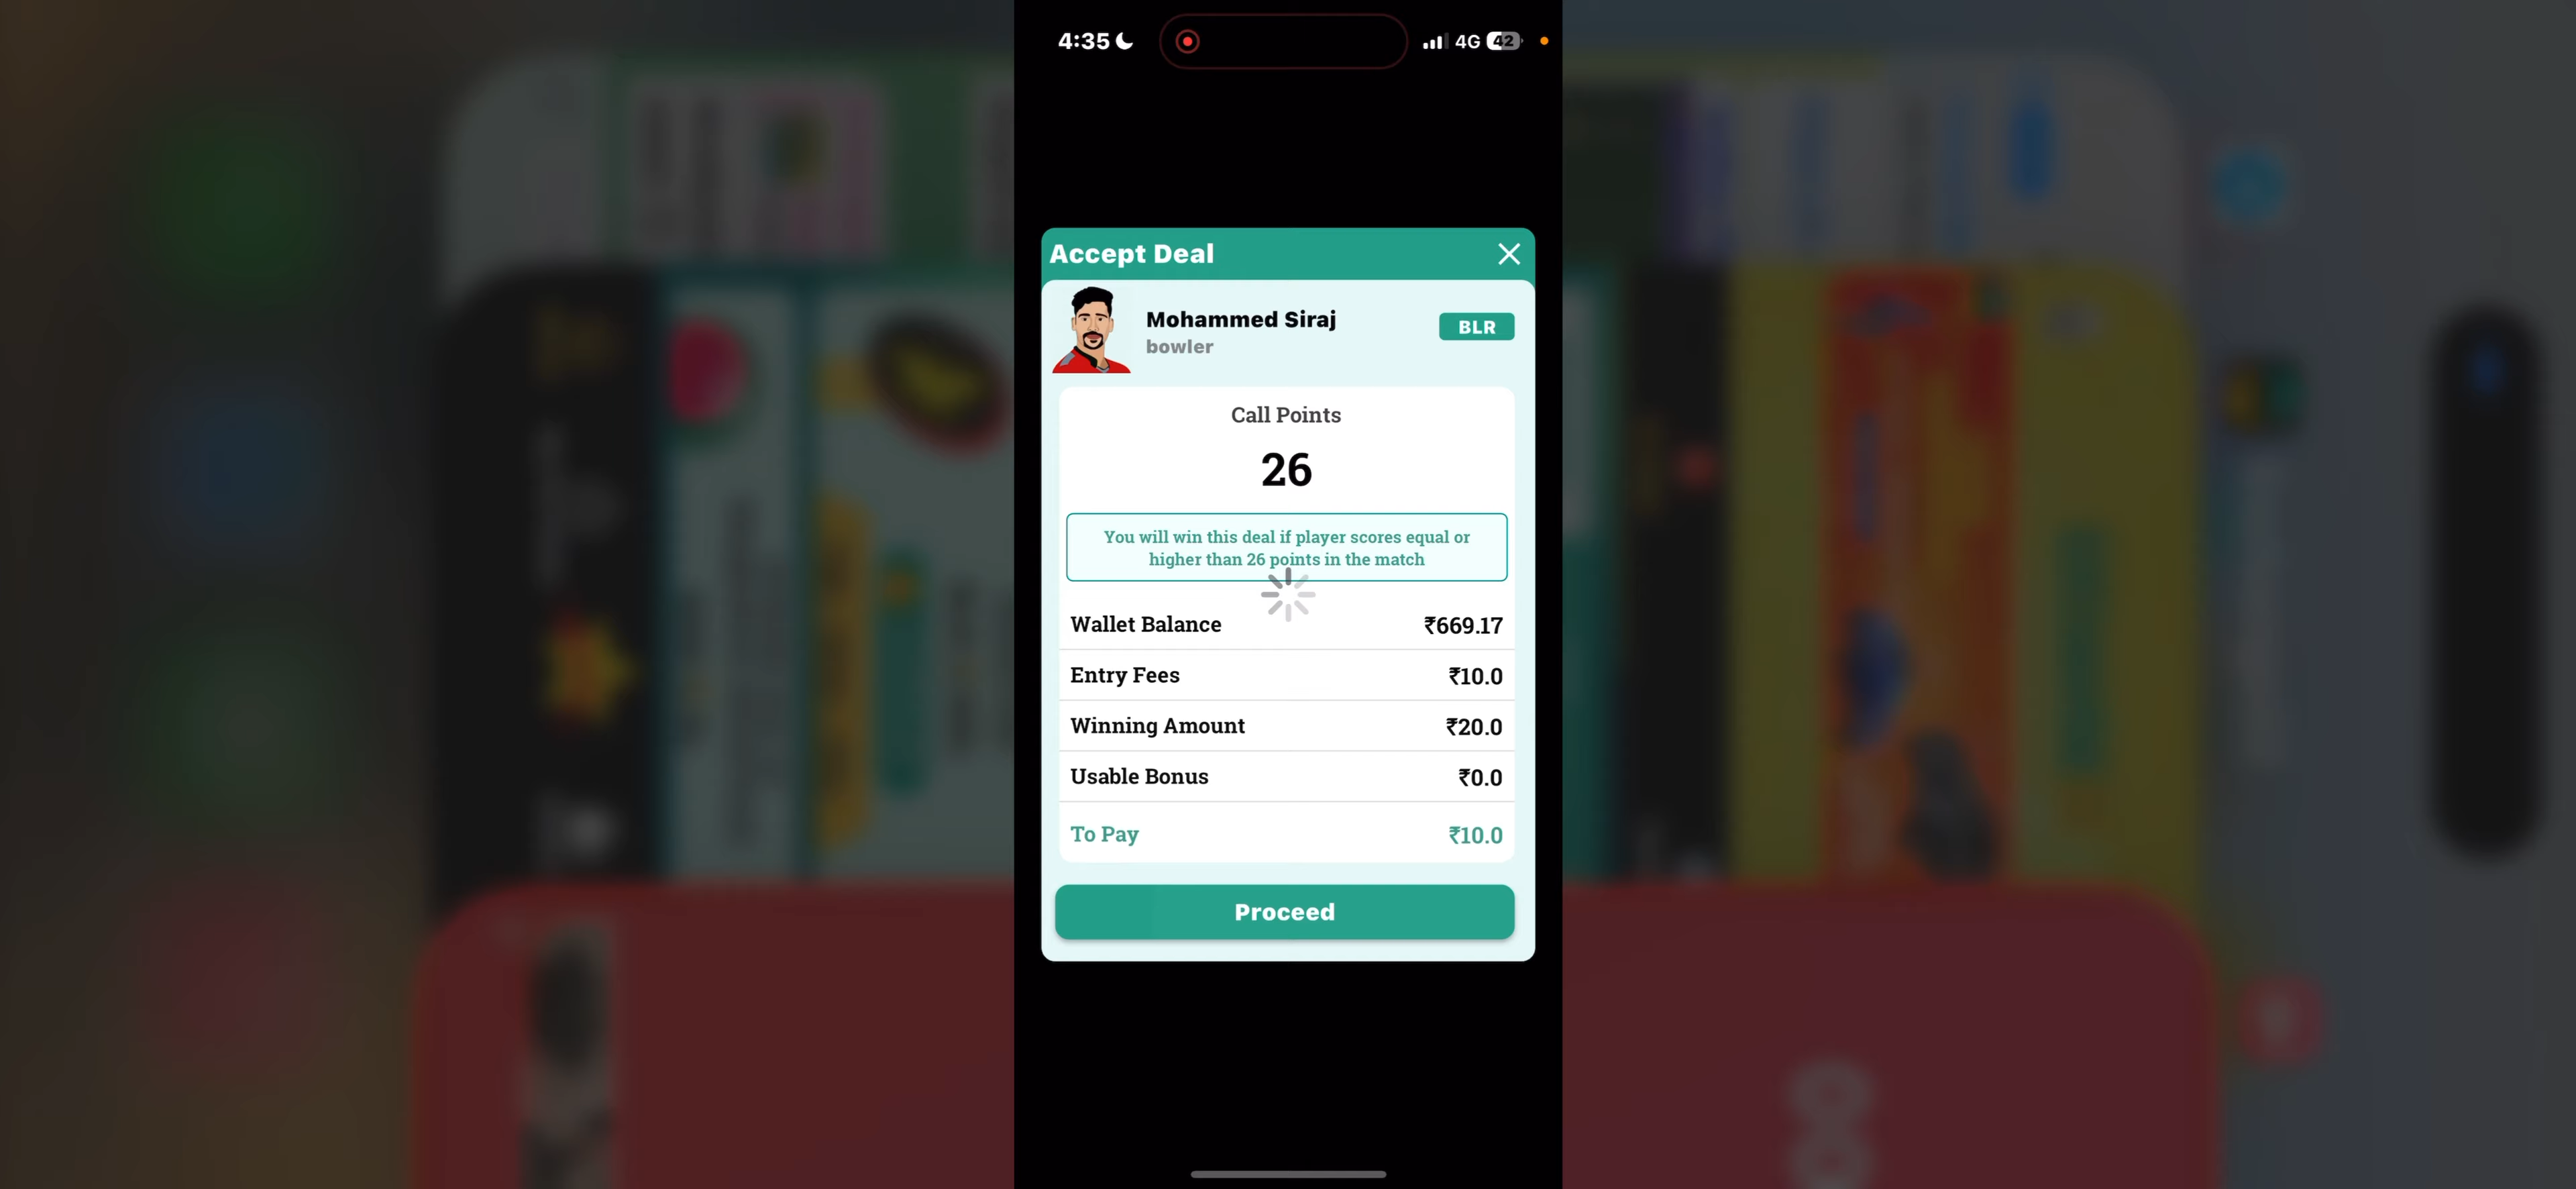 4:35
4G
42
Accept Deal
Mohammed Siraj
bowler
BLR
Call Points
26
You will win this deal if player scores equal or
higher than 26 points in the match
Wallet Balance
₹669.17
Entry Fees
₹10.0
Winning Amount
₹20.0
Usable Bonus
₹0.0
To Pay
₹10.0
Proceed